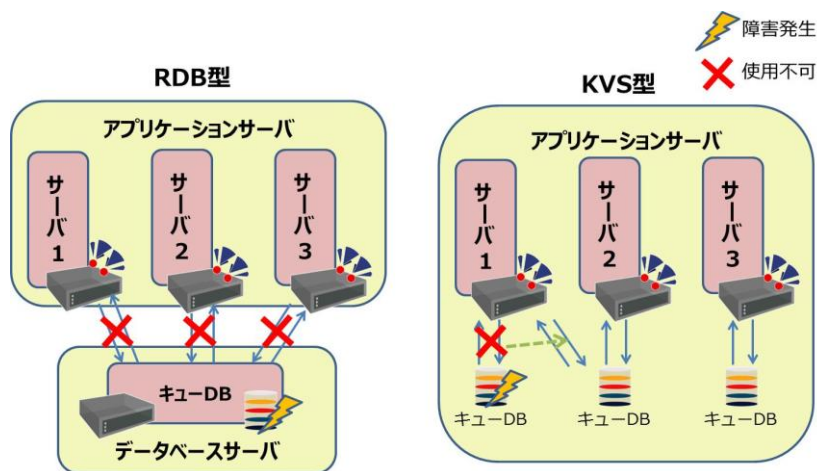 障害発生
使用不可
RDB型
アプリケーションサーバ
サーバ1
サーバ2
サーバ3
キューDB
データベースサーバ
KVS型
アプリケーションサーバ
サーバ1
サーバ2
サーバ3
キューDB
キューDB
キューDB